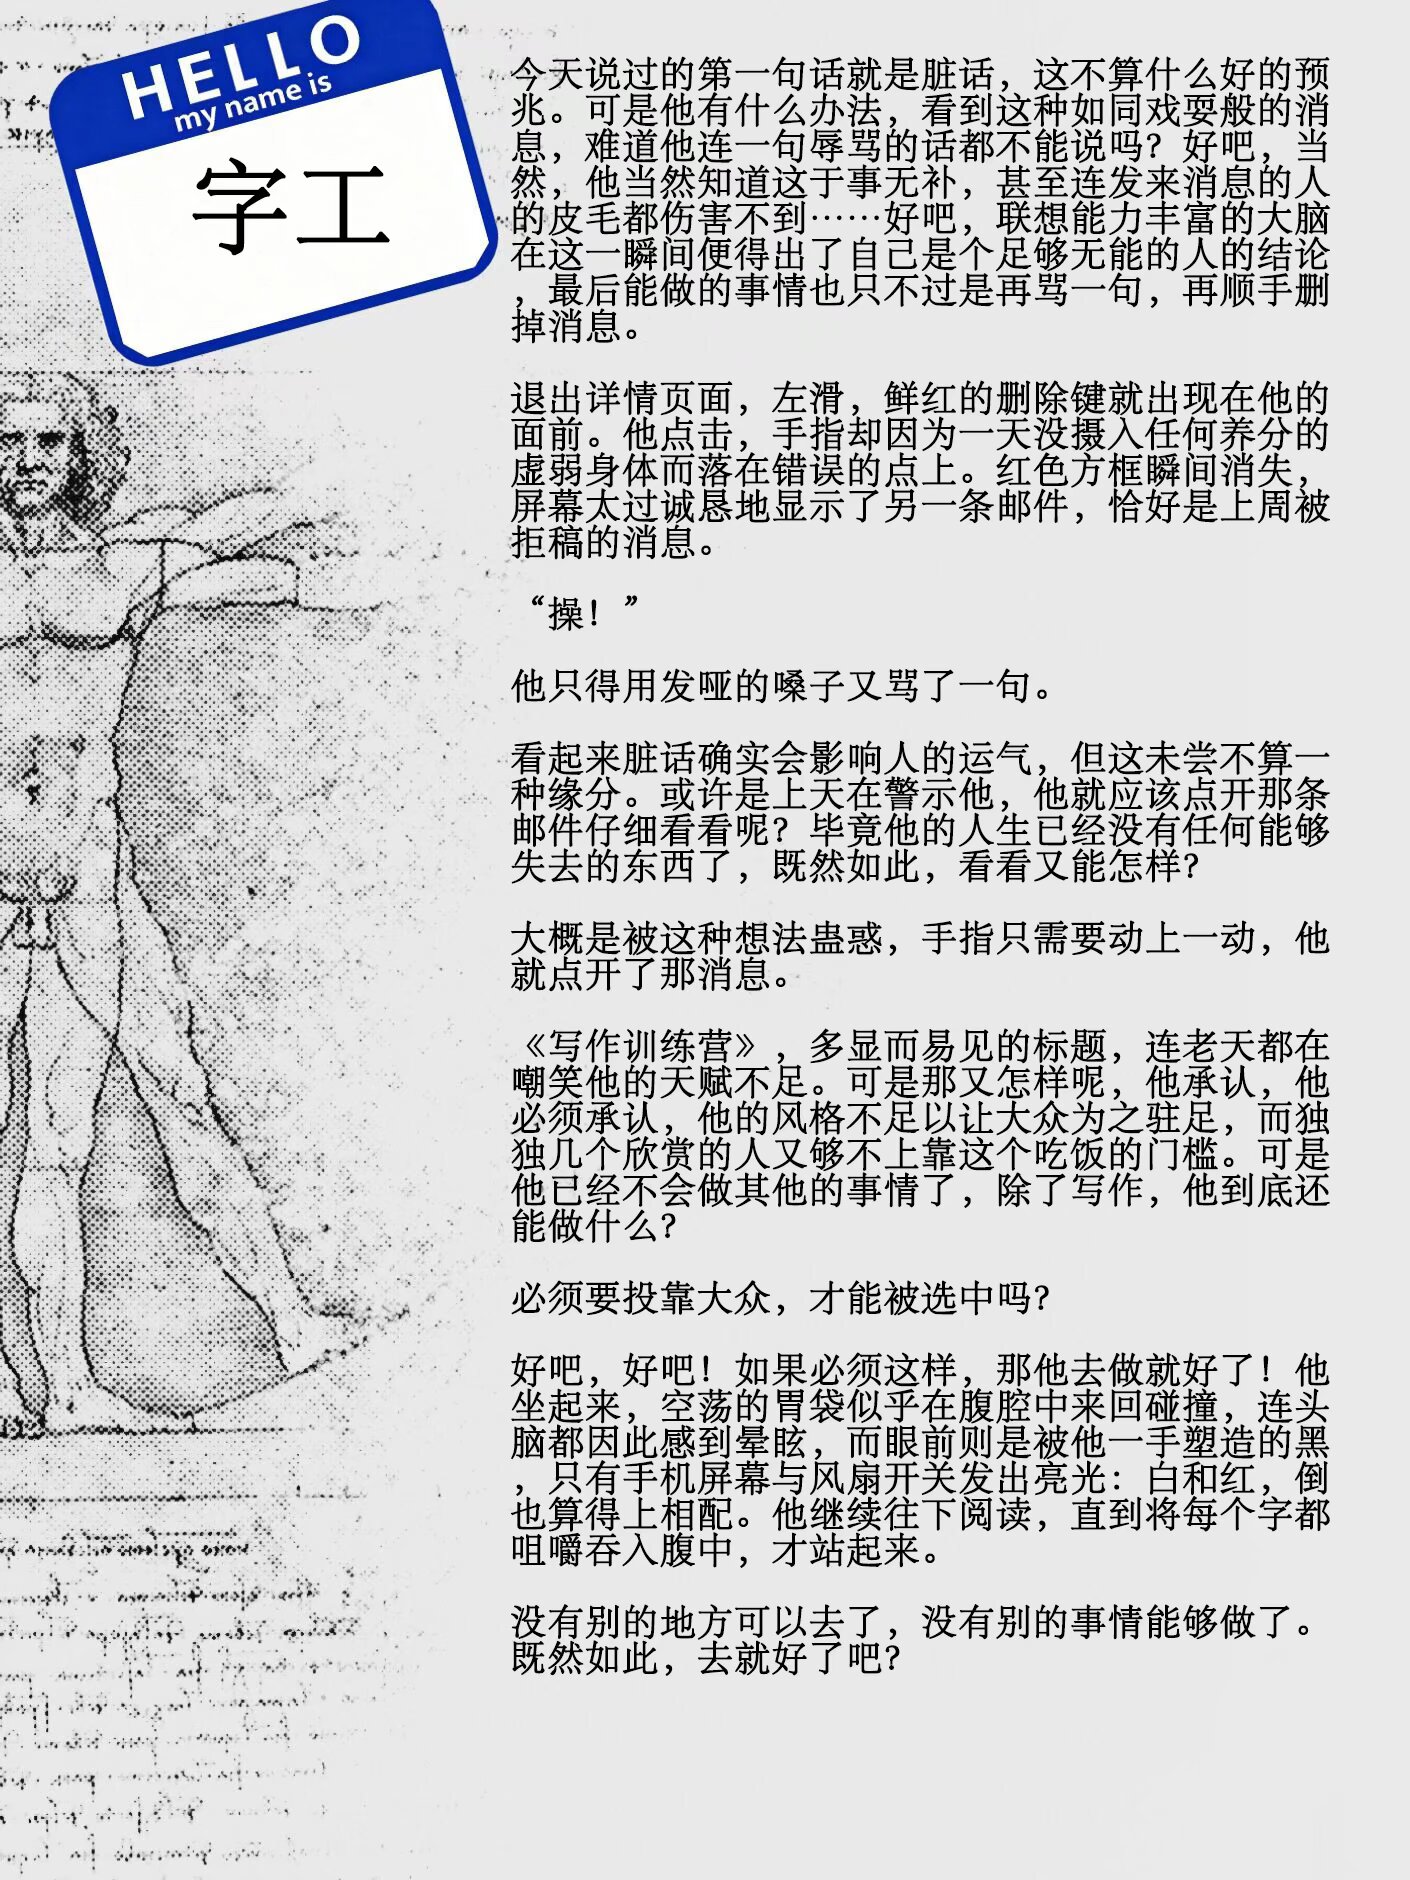 HELLO
my name is
字工
今天说过的第一句话就是脏话，这不算什么好的预
兆。可是他有什么办法，看到这种如同戏耍般的消
息，难道他连一句辱骂的话都不能说吗？好吧，当
然，他当然知道这于事无补，甚至连发来消息的人
的皮毛都伤害不到……好吧，联想能力丰富的大脑
在这一瞬间便得出了自己是个足够无能的人的结论
，最后能做的事情也只不过是再骂一句，再顺手删
掉消息。
退出详情页面，左滑，鲜红的删除键就出现在他的
面前。他点击，手指却因为一天没摄入任何养分的
虚弱身体而落在错误的点上。红色方框瞬间消失，
屏幕太过诚恳地显示了另一条邮件，恰好是上周被
拒稿的消息。
“操！”
他只得用发哑的嗓子又骂了一句。
看起来脏话确实会影响人的运气，但这未尝不算一
种缘分。或许是上天在警示他，他就应该点开那条
邮件仔细看看呢？毕竟他的人生已经没有任何能够
失去的东西了，既然如此，看看又能怎样？
大概是被这种想法蛊惑，手指只需要动上一动，他
就点开了那消息。
《写作训练营》，多显而易见的标题，连老天都在
嘲笑他的天赋不足。可是那又怎样呢，他承认，他
必须承认，他的风格不足以让大众为之驻足，而独
独几个欣赏的人又够不上靠这个吃饭的门槛。可是
他已经不会做其他的事情了，除了写作，他到底还
能做什么？
必须要投靠大众，才能被选中吗？
好吧，好吧！如果必须这样，那他去做就好了！他
坐起来，空荡的胃袋似乎在腹腔中来回碰撞，连头
脑都因此感到晕眩，而眼前则是被他一手塑造的黑
，只有手机屏幕与风扇开关发出亮光：白和红，倒
也算得上相配。他继续往下阅读，直到将每个字都
咀嚼吞入腹中，才站起来。
没有别的地方可以去了，没有别的事情能够做了。
既然如此，去就好了吧？